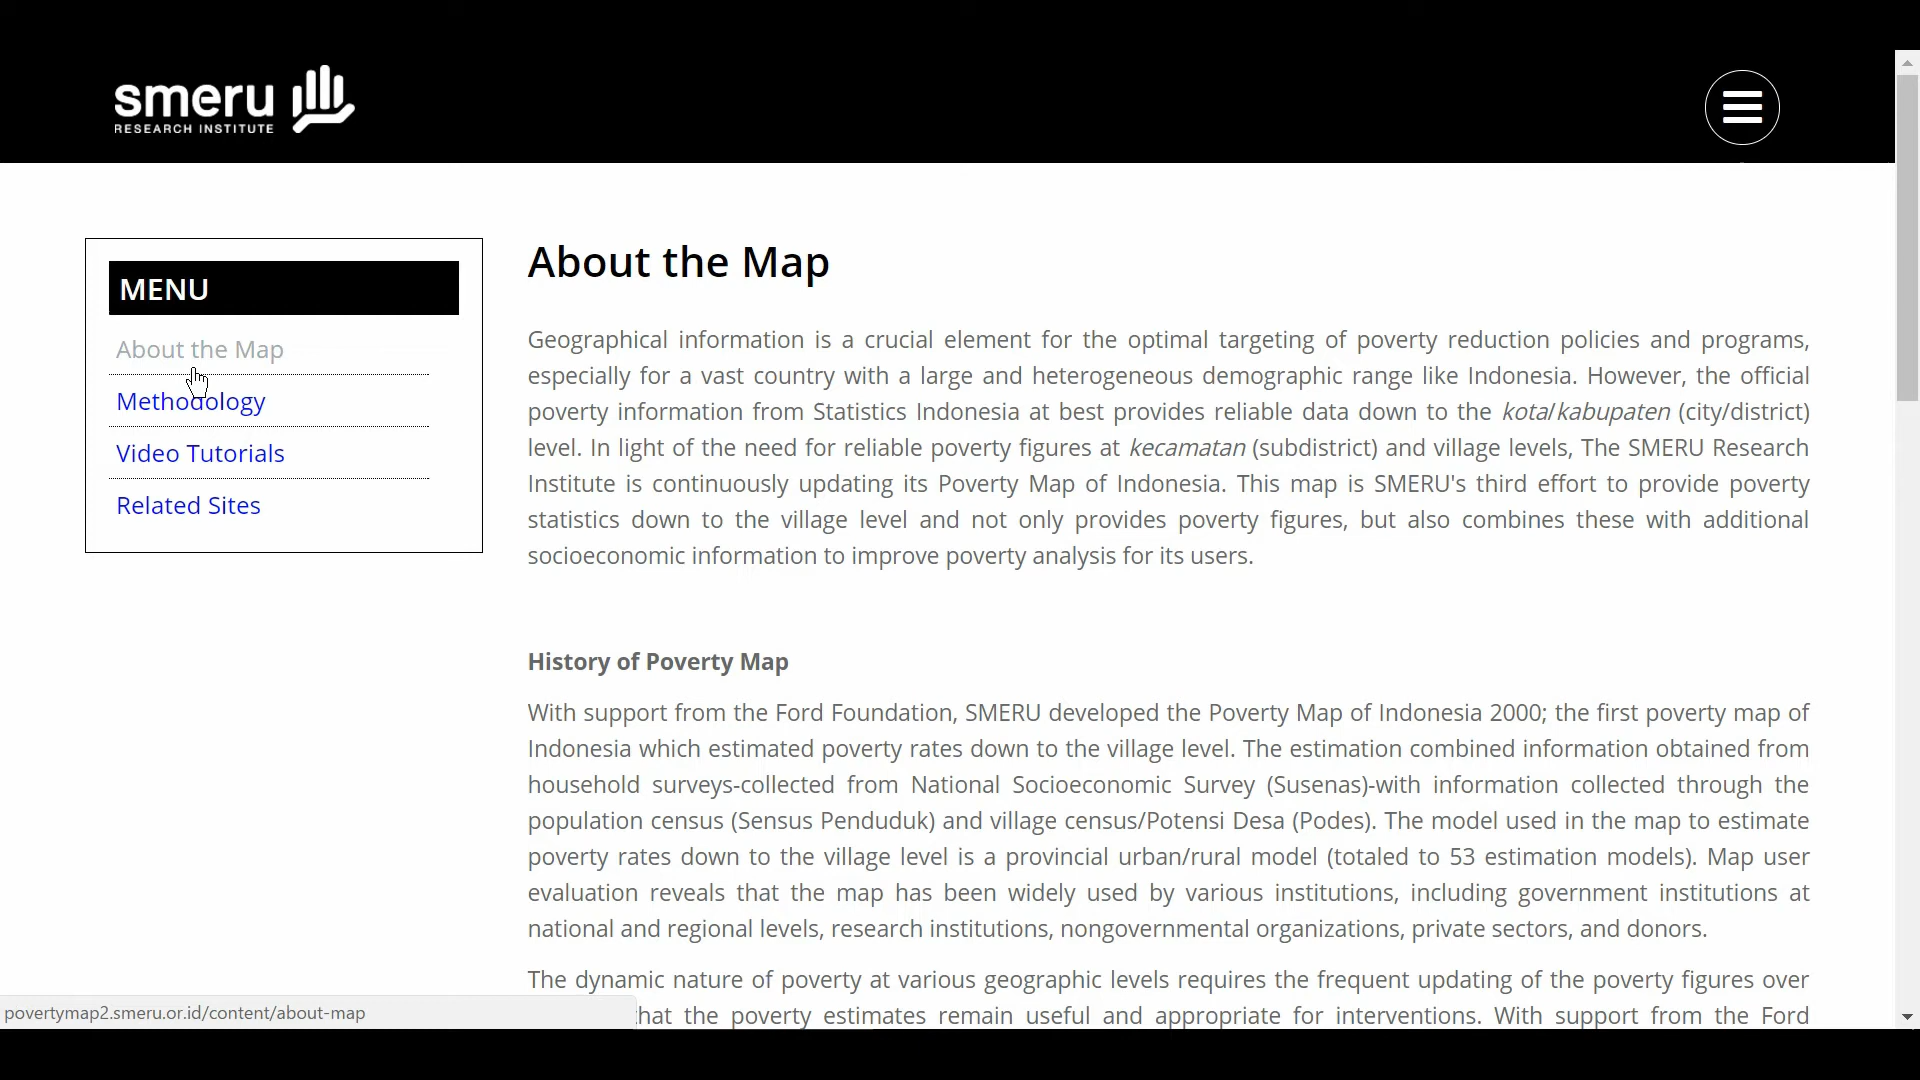 smeru
RESEARCH INSTITUTE
MENU
About the Map
Methodology
Video Tutorials
Related Sites
About the Map
Geographical information is a crucial element for the optimal targeting of poverty reduction policies and programs,
especially for a vast country with a large and heterogeneous demographic range like Indonesia. However, the official
poverty information from Statistics Indonesia at best provides reliable data down to the kota/kabupaten (city/district)
level. In light of the need for reliable poverty figures at kecamatan (subdistrict) and village levels, The SMERU Research
Institute is continuously updating its Poverty Map of Indonesia. This map is SMERU's third effort to provide poverty
statistics down to the village level and not only provides poverty figures, but also combines these with additional
socioeconomic information to improve poverty analysis for its users.
History of Poverty Map
With support from the Ford Foundation, SMERU developed the Poverty Map of Indonesia 2000; the first poverty map of
Indonesia which estimated poverty rates down to the village level. The estimation combined information obtained from
household surveys-collected from National Socioeconomic Survey (Susenas)-with information collected through the
population census (Sensus Penduduk) and village census/Potensi Desa (Podes). The model used in the map to estimate
poverty rates down to the village level is a provincial urban/rural model (totaled to 53 estimation models). Map user
evaluation reveals that the map has been widely used by various institutions, including government institutions at
national and regional levels, research institutions, nongovernmental organizations, private sectors, and donors.
The dynamic nature of poverty at various geographic levels requires the frequent updating of the poverty figures over
that the poverty estimates remain useful and appropriate for interventions. With support from the Ford
povertymap2.smeru.or.id/content/about-map